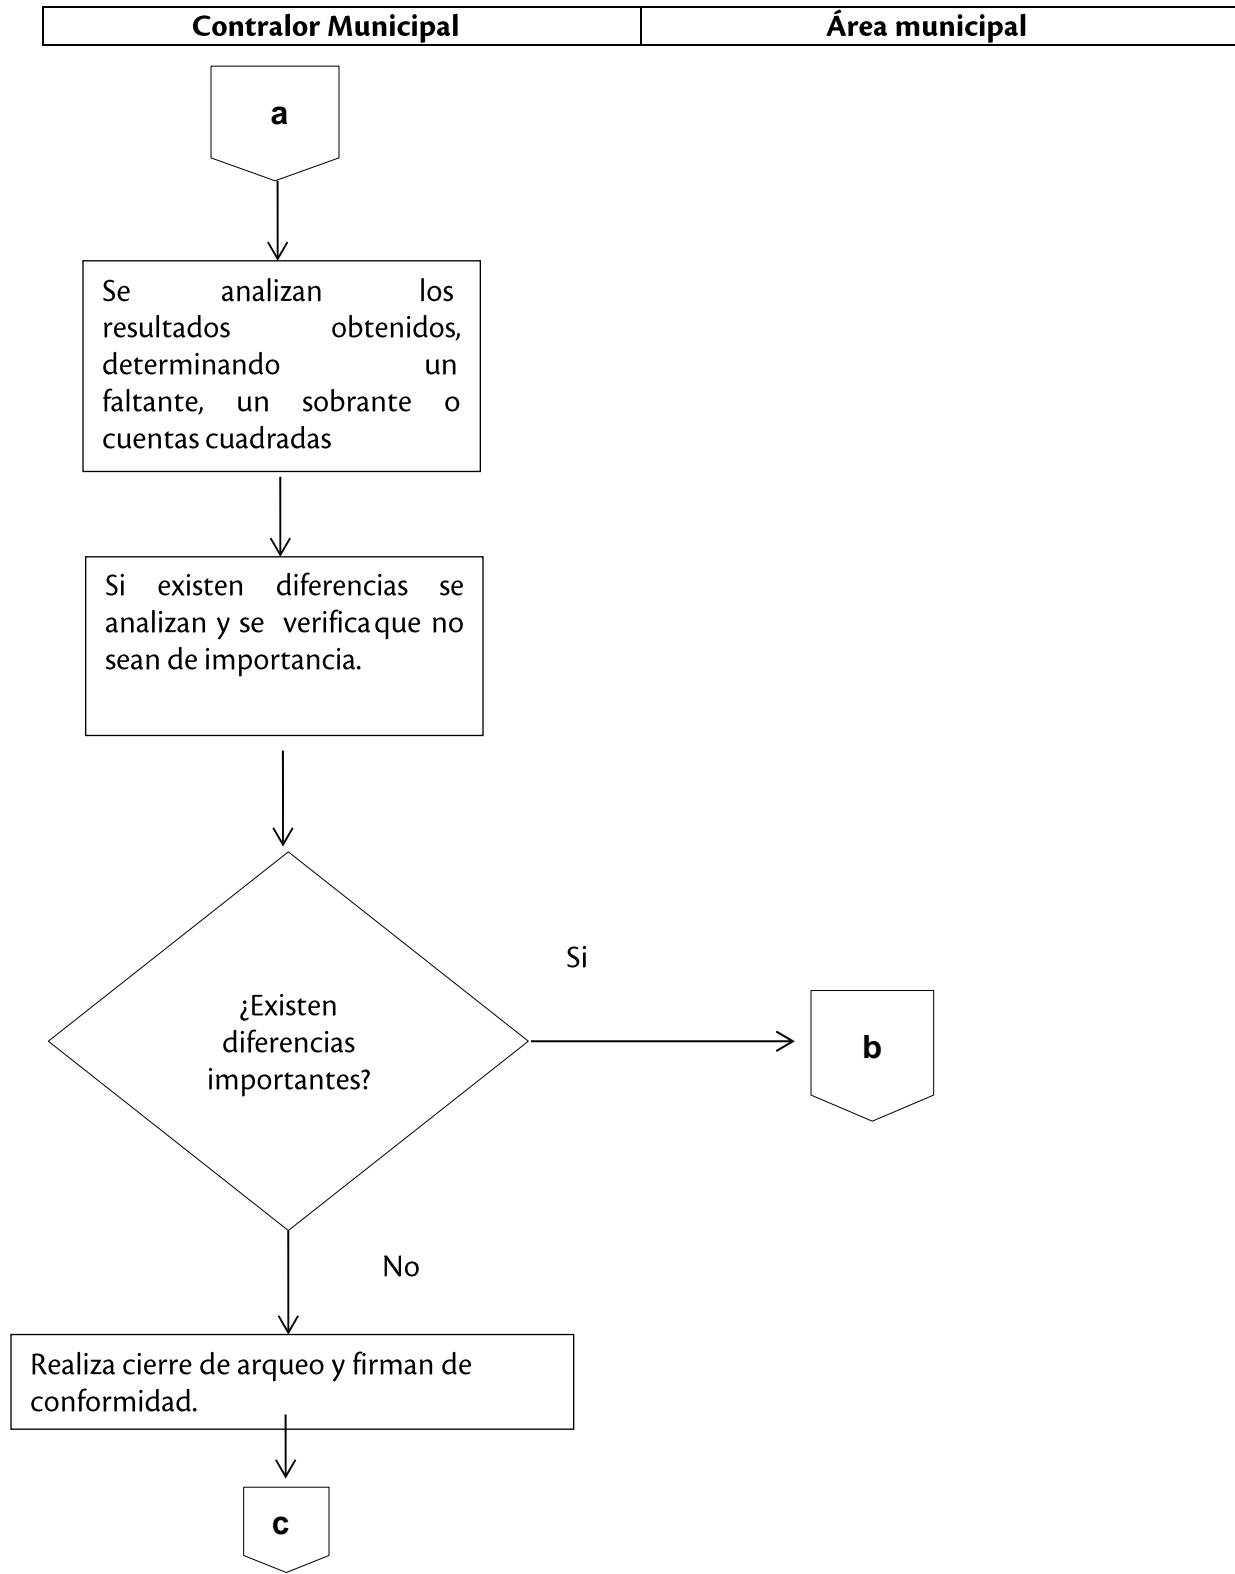 Contralor Municipal
Área municipal
a
Se analizan los
resultados obtenidos,
determinando un
faltante, un sobrante o
cuentas cuadradas
Si existen diferencias se
analizan y se verifica que no
sean de importancia.
Si
¿Existen
diferencias
importantes?
b
No
Realiza cierre de arqueo y firman de
conformidad.
c